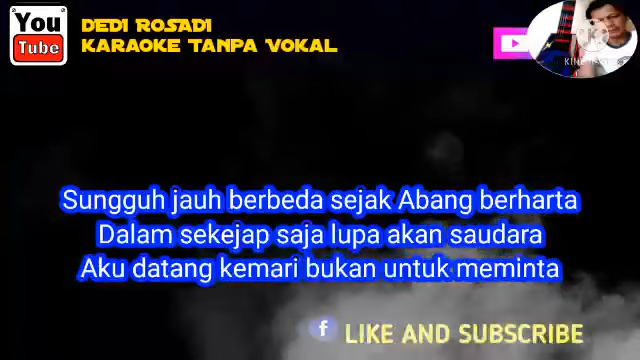 You
Tube
DEDI ROSADI
KARAOKE TANPA VOKAL
Sungguh jauh berbeda sejak Abang berharta
Dalam sekejap saja lupa akan saudara
Aku datang kemari bukan untuk meminta
f LIKE AND SUBSCRIBE